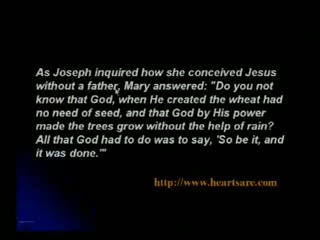 As Joseph inquired how she conceived Jesus
without a father, Mary answered: "Do you not
know that God, when He created the wheat had
no need of seed, and that God by His power
made the trees grow without the help of rain?
All that God had to do was to say, 'So be it, and
it was done.'"
http://www.heartsarc.com